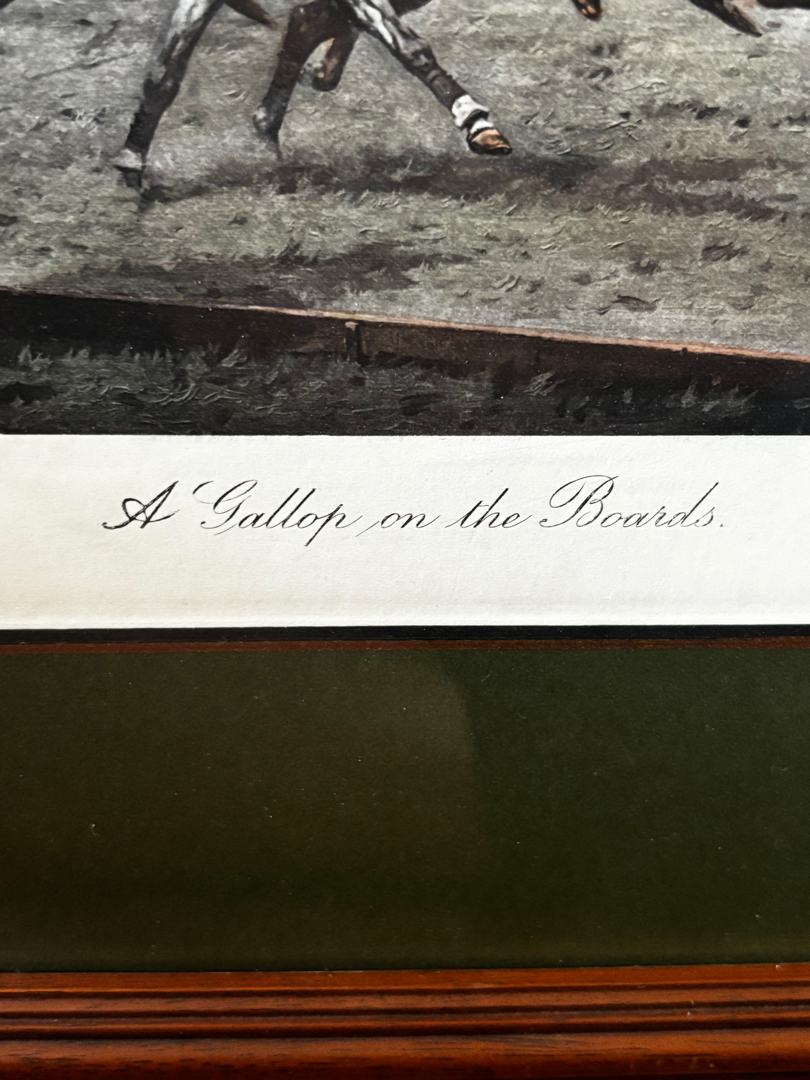 A Gallop on the Boards.